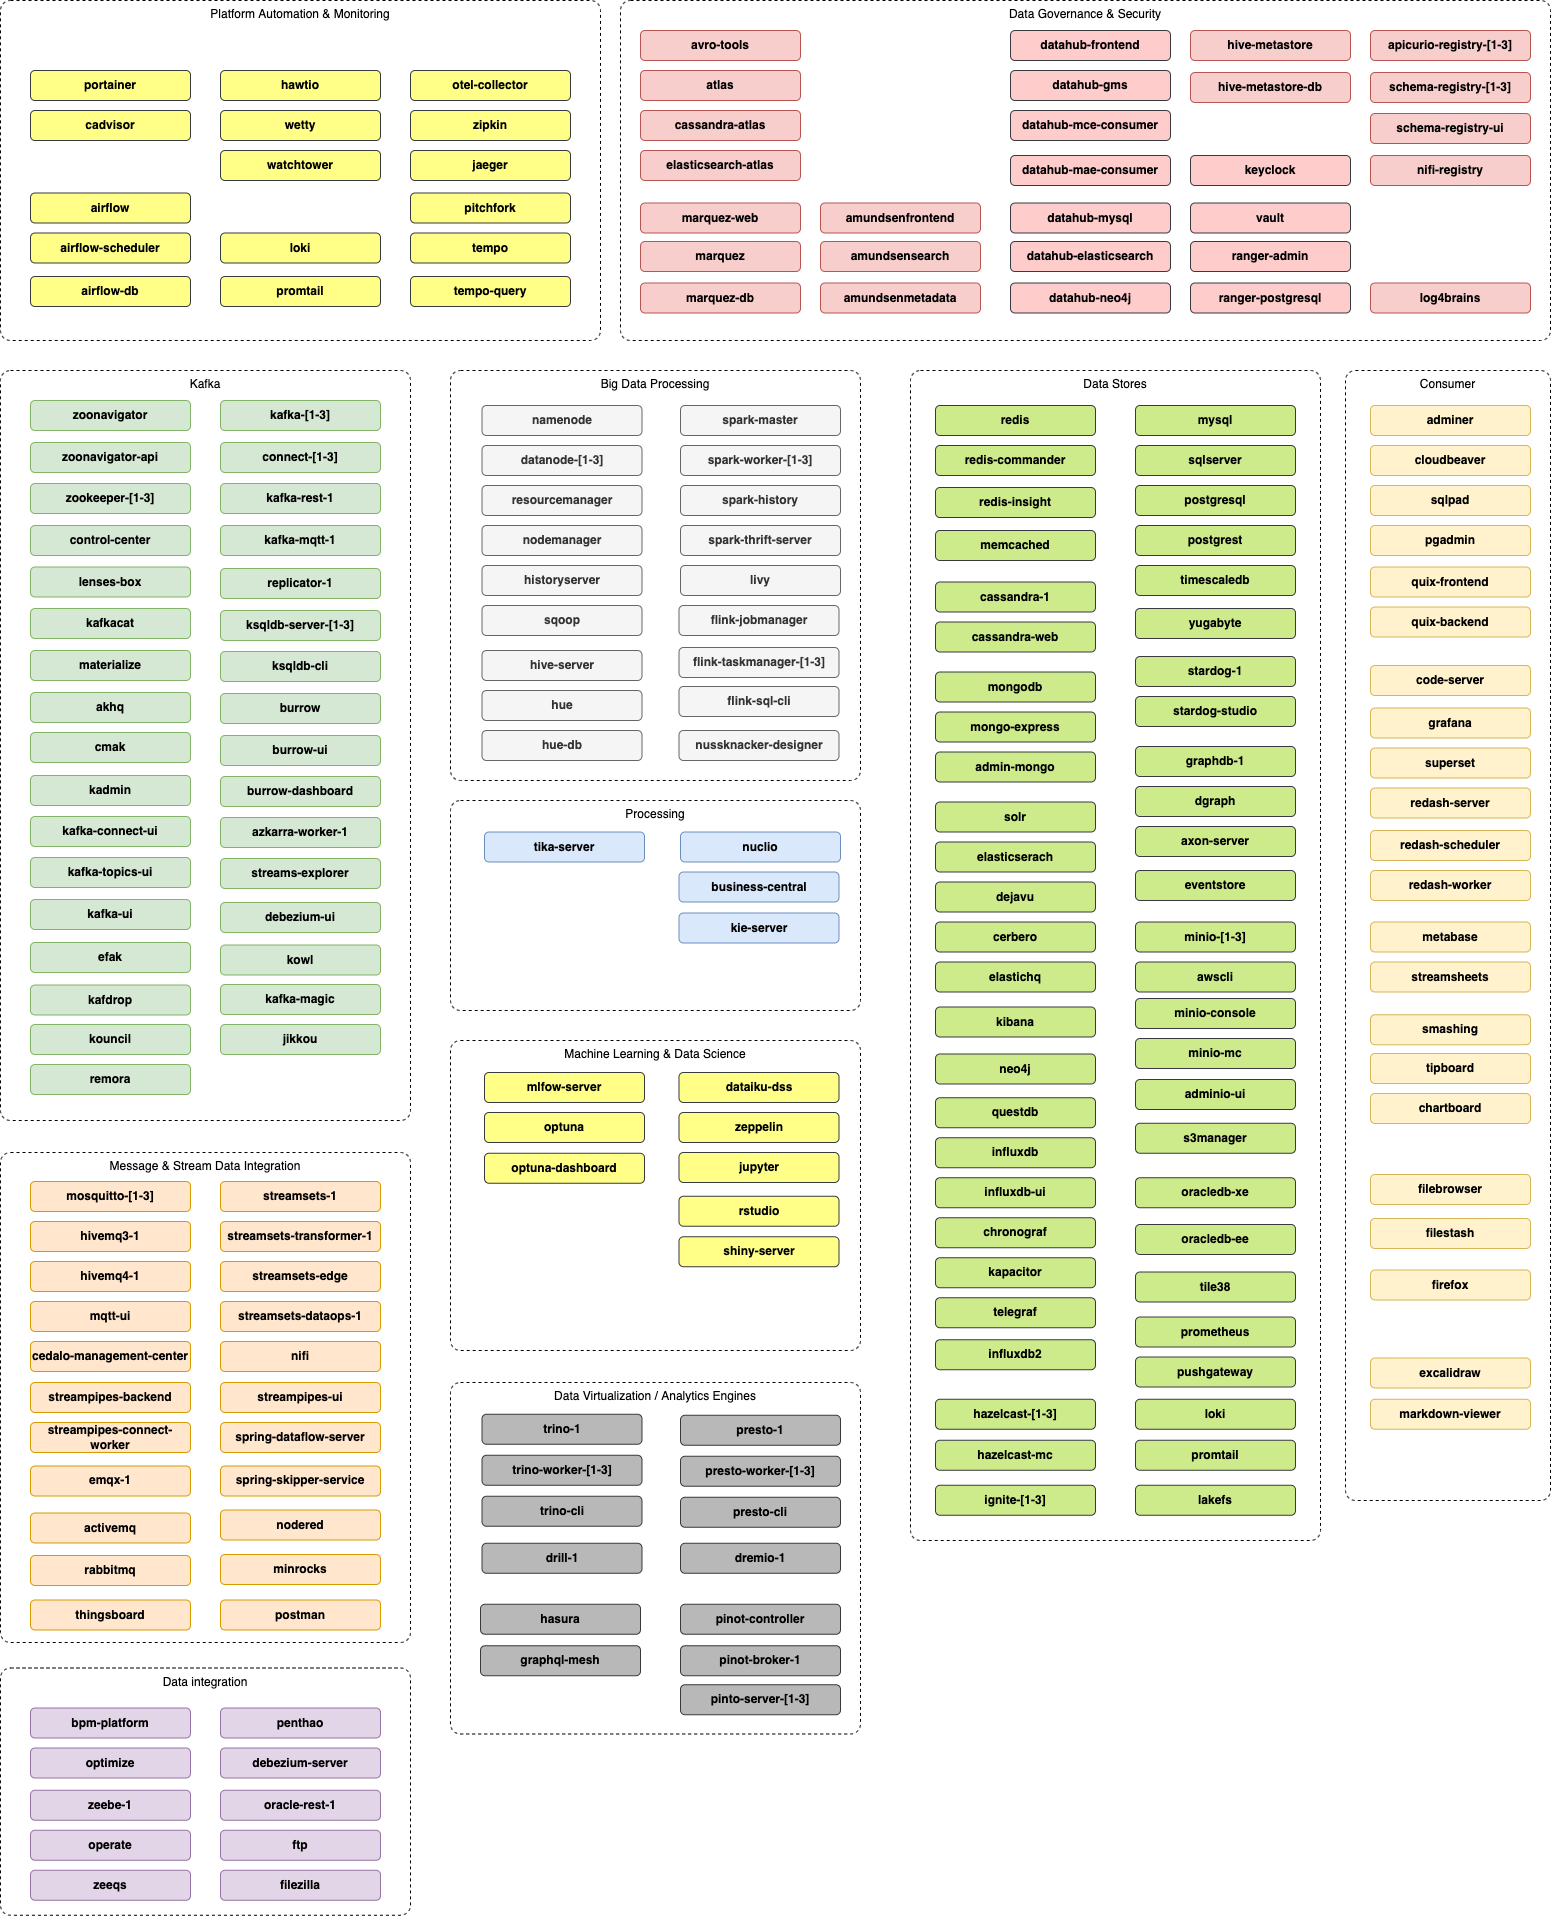 Platform Automation & Monitoring
portainer
hawtio
otel-collector
cadvisor
wetty
zipkin
watchtower
jaeger
airflow
pitchfork
airflow-scheduler
loki
tempo
airflow-db
promtail
tempo-query
Data Governance & Security
avro-tools
datahub-frontend
hive-metastore
apicurio-registry-[1-3]
atlas
datahub-gms
hive-metastore-db
schema-registry-[1-3]
cassandra-atlas
datahub-mce-consumer
schema-registry-ui
elasticsearch-atlas
datahub-mae-consumer
keyclock
nifi-registry
marquez-web
amundsenfrontend
datahub-mysql
vault
marquez
amundsensearch
datahub-elasticsearch
ranger-admin
marquez-db
amundsenmetadata
datahub-neo4j
ranger-postgresql
log4brains
Kafka
zoonavigator
kafka-[1-3]
zoonavigator-api
connect-[1-3]
zookeeper-[1-3]
kafka-rest-1
control-center
kafka-mqtt-1
lenses-box
replicator-1
kafkacat
ksqldb-server-[1-3]
materialize
ksqldb-cli
akhq
burrow
cmak
burrow-ui
kadmin
burrow-dashboard
kafka-connect-ui
azkarra-worker-1
kafka-topics-ui
streams-explorer
kafka-ui
debezium-ui
efak
kowl
kafdrop
kafka-magic
kouncil
jikkou
remora
Message & Stream Data Integration
mosquitto-[1-3]
streamsets-1
hivemq3-1
streamsets-transformer-1
hivemq4-1
streamsets-edge
mqtt-ui
streamsets-dataops-1
cedalo-management-center
nifi
streampipes-backend
streampipes-ui
streampipes-connect-
worker
spring-dataflow-server
emqx-1
spring-skipper-service
activemq
nodered
rabbitmq
minrocks
thingsboard
postman
Data integration
bpm-platform
penthao
optimize
debezium-server
zeebe-1
oracle-rest-1
operate
ftp
zeeqs
filezilla
Big Data Processing
namenode
spark-master
datanode-[1-3]
spark-worker-[1-3]
resourcemanager
spark-history
nodemanager
spark-thrift-server
historyserver
livy
sqoop
flink-jobmanager
hive-server
flink-taskmanager-[1-3]
hue
flink-sql-cli
hue-db
nussknacker-designer
Processing
tika-server
nuclio
business-central
kie-server
Machine Learning & Data Science
mlfow-server
dataiku-dss
optuna
zeppelin
optuna-dashboard
jupyter
rstudio
shiny-server
Data Virtualization / Analytics Engines
trino-1
presto-1
trino-worker-[1-3]
presto-worker-[1-3]
trino-cli
presto-cli
drill-1
dremio-1
hasura
pinot-controller
graphql-mesh
pinot-broker-1
pinto-server-[1-3]
Data Stores
redis
mysql
redis-commander
sqlserver
redis-insight
postgresql
memcached
postgrest
timescaledb
cassandra-1
yugabyte
cassandra-web
stardog-1
mongodb
stardog-studio
mongo-express
graphdb-1
admin-mongo
dgraph
solr
axon-server
elasticserach
eventstore
dejavu
cerbero
minio-[1-3]
elastichq
awscli
kibana
minio-console
neo4j
minio-mc
questdb
adminio-ui
influxdb
s3manager
influxdb-ui
oracledb-xe
chronograf
oracledb-ee
kapacitor
tile38
telegraf
prometheus
influxdb2
pushgateway
hazelcast-[1-3]
loki
hazelcast-mc
promtail
ignite-[1-3]
lakefs
Consumer
adminer
cloudbeaver
sqlpad
pgadmin
quix-frontend
quix-backend
code-server
grafana
superset
redash-server
redash-scheduler
redash-worker
metabase
streamsheets
smashing
tipboard
chartboard
filebrowser
filestash
firefox
excalidraw
markdown-viewer